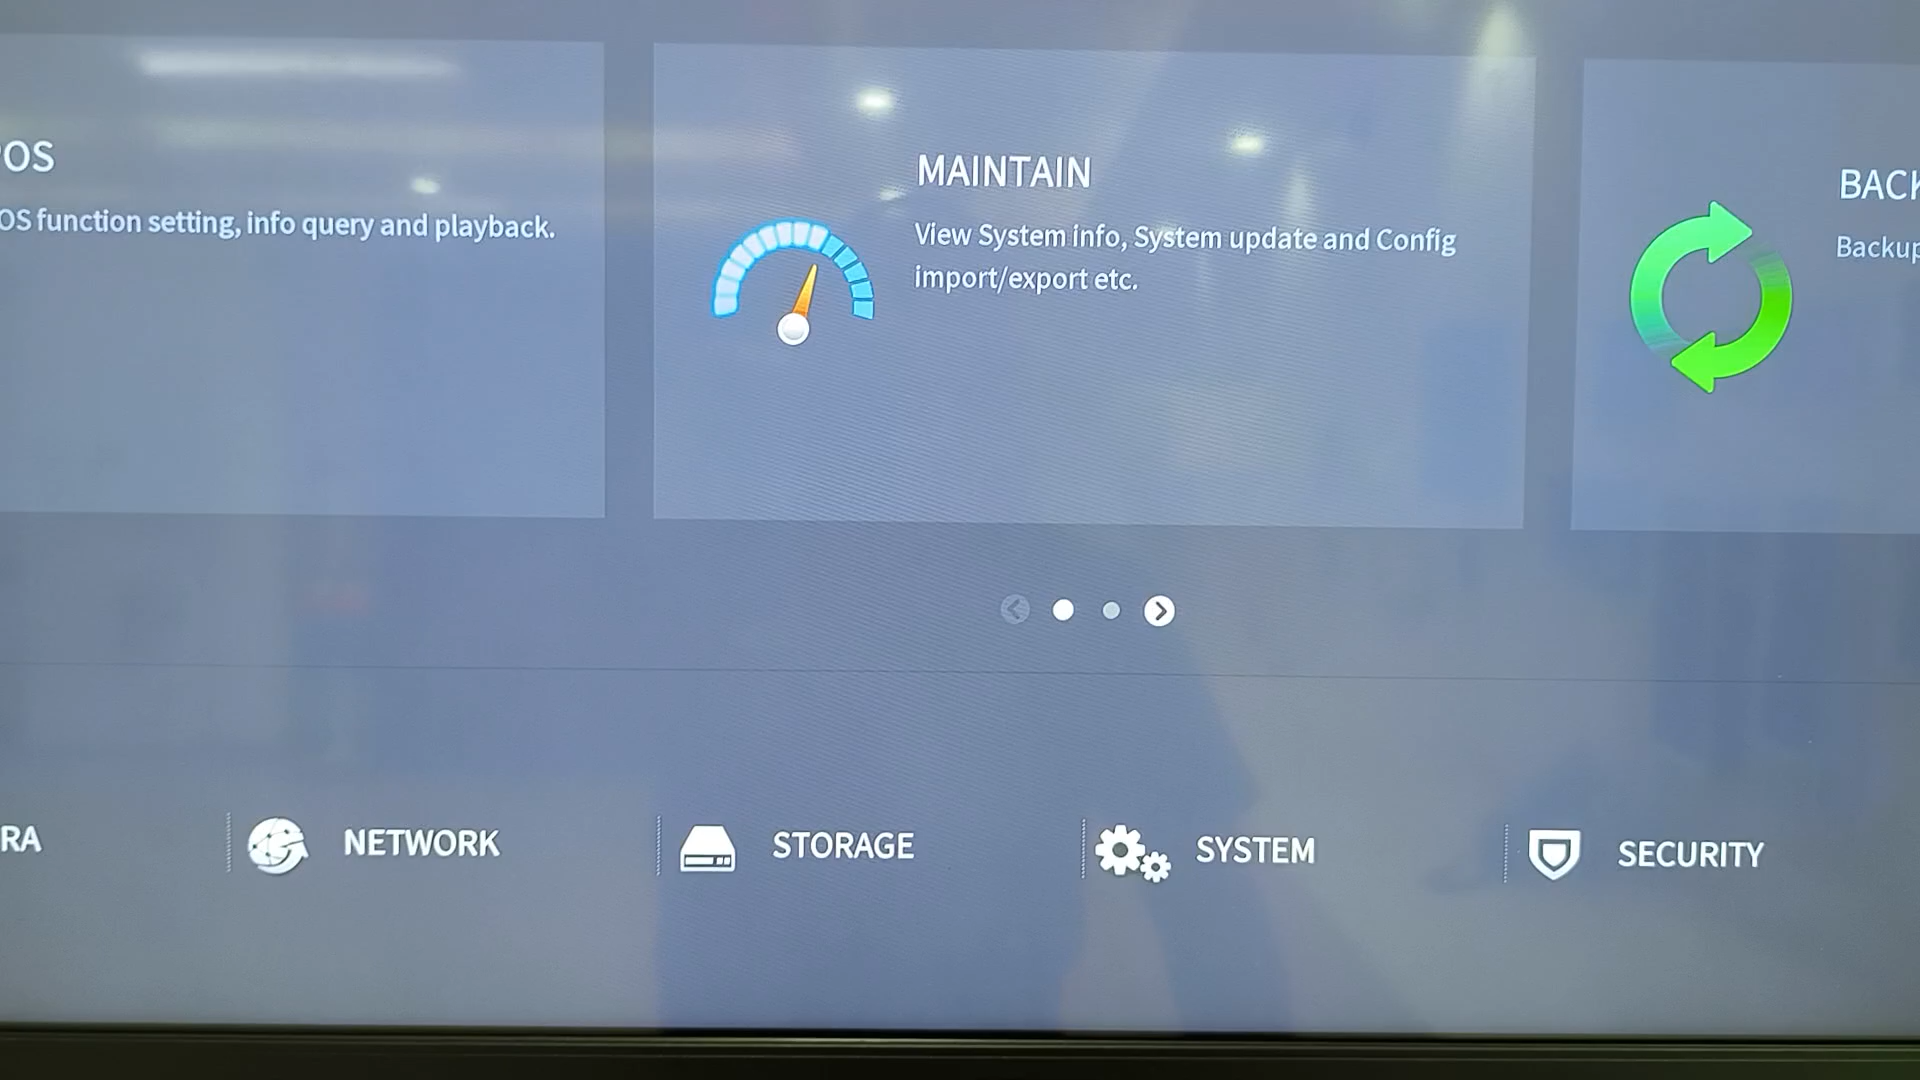 POS
OS function setting, info query and playback.
MAINTAIN
View System info, System update and Config
import/export etc.
BACK
Backup
RA
NETWORK
STORAGE
SYSTEM
SECURITY